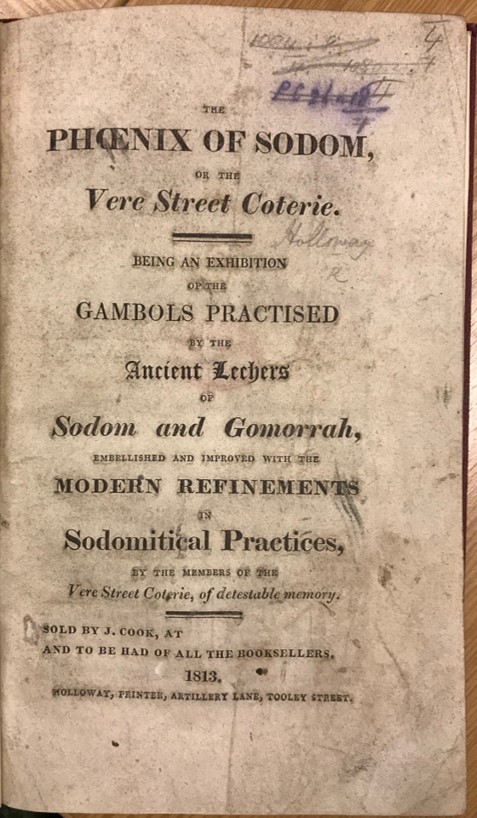 4
THE
PHŒNIX OF SODOM,
OR THE
Vere Street Coterie.
Holloway
R
BEING AN EXHIBITION
OF THE
GAMBOLS PRACTISED
BY THE
Ancient Lechers
OF
Sodom and Gomorrah,
EMBELLISHED AND IMPROVED WITH THE
MODERN REFINEMENTS
IN
Sodomitical Practices,
BY THE MEMBERS OF THE
Vere Street Coterie, of detestable memory.
SOLD BY J. COOK, AT
AND TO BE HAD OF ALL THE BOOKSELLERS.
1813.
HOLLOWAY, PRINTER, ARTILLERY LANE, TOOLEY STREET.